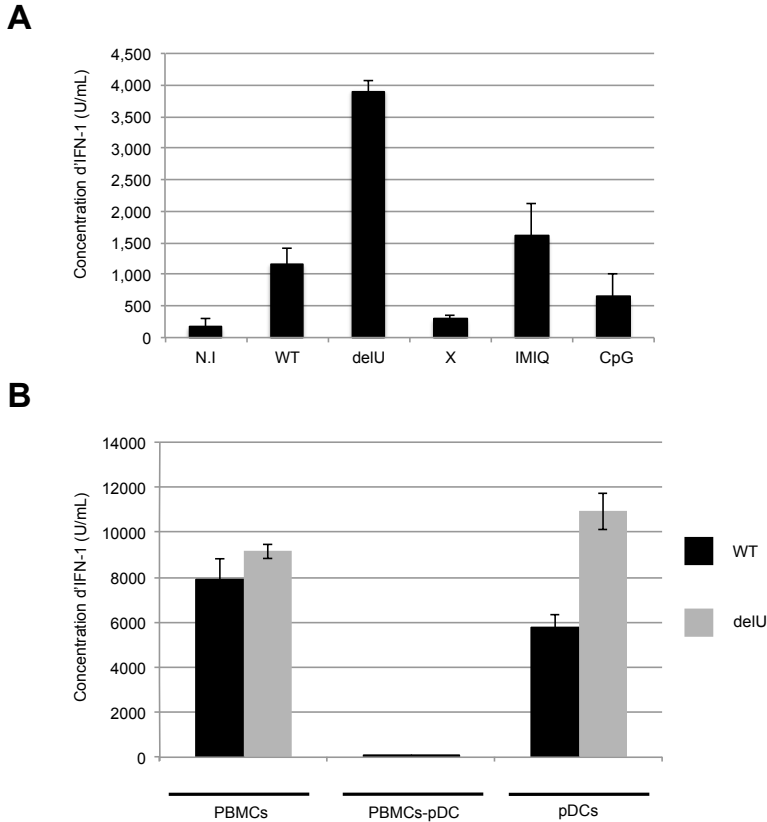 A
Concentration d'IFN-1 (U/mL)
4,500
4,000
3,500
3,000
2,500
2,000
1,500
1,000
500
0
N.I WT delU X IMIQ CpG
B
Concentration d'IFN-1 (U/mL)
14000
12000
10000
8000
6000
4000
2000
0
PBMCs PBMCs-pDC pDCs
WT
delU